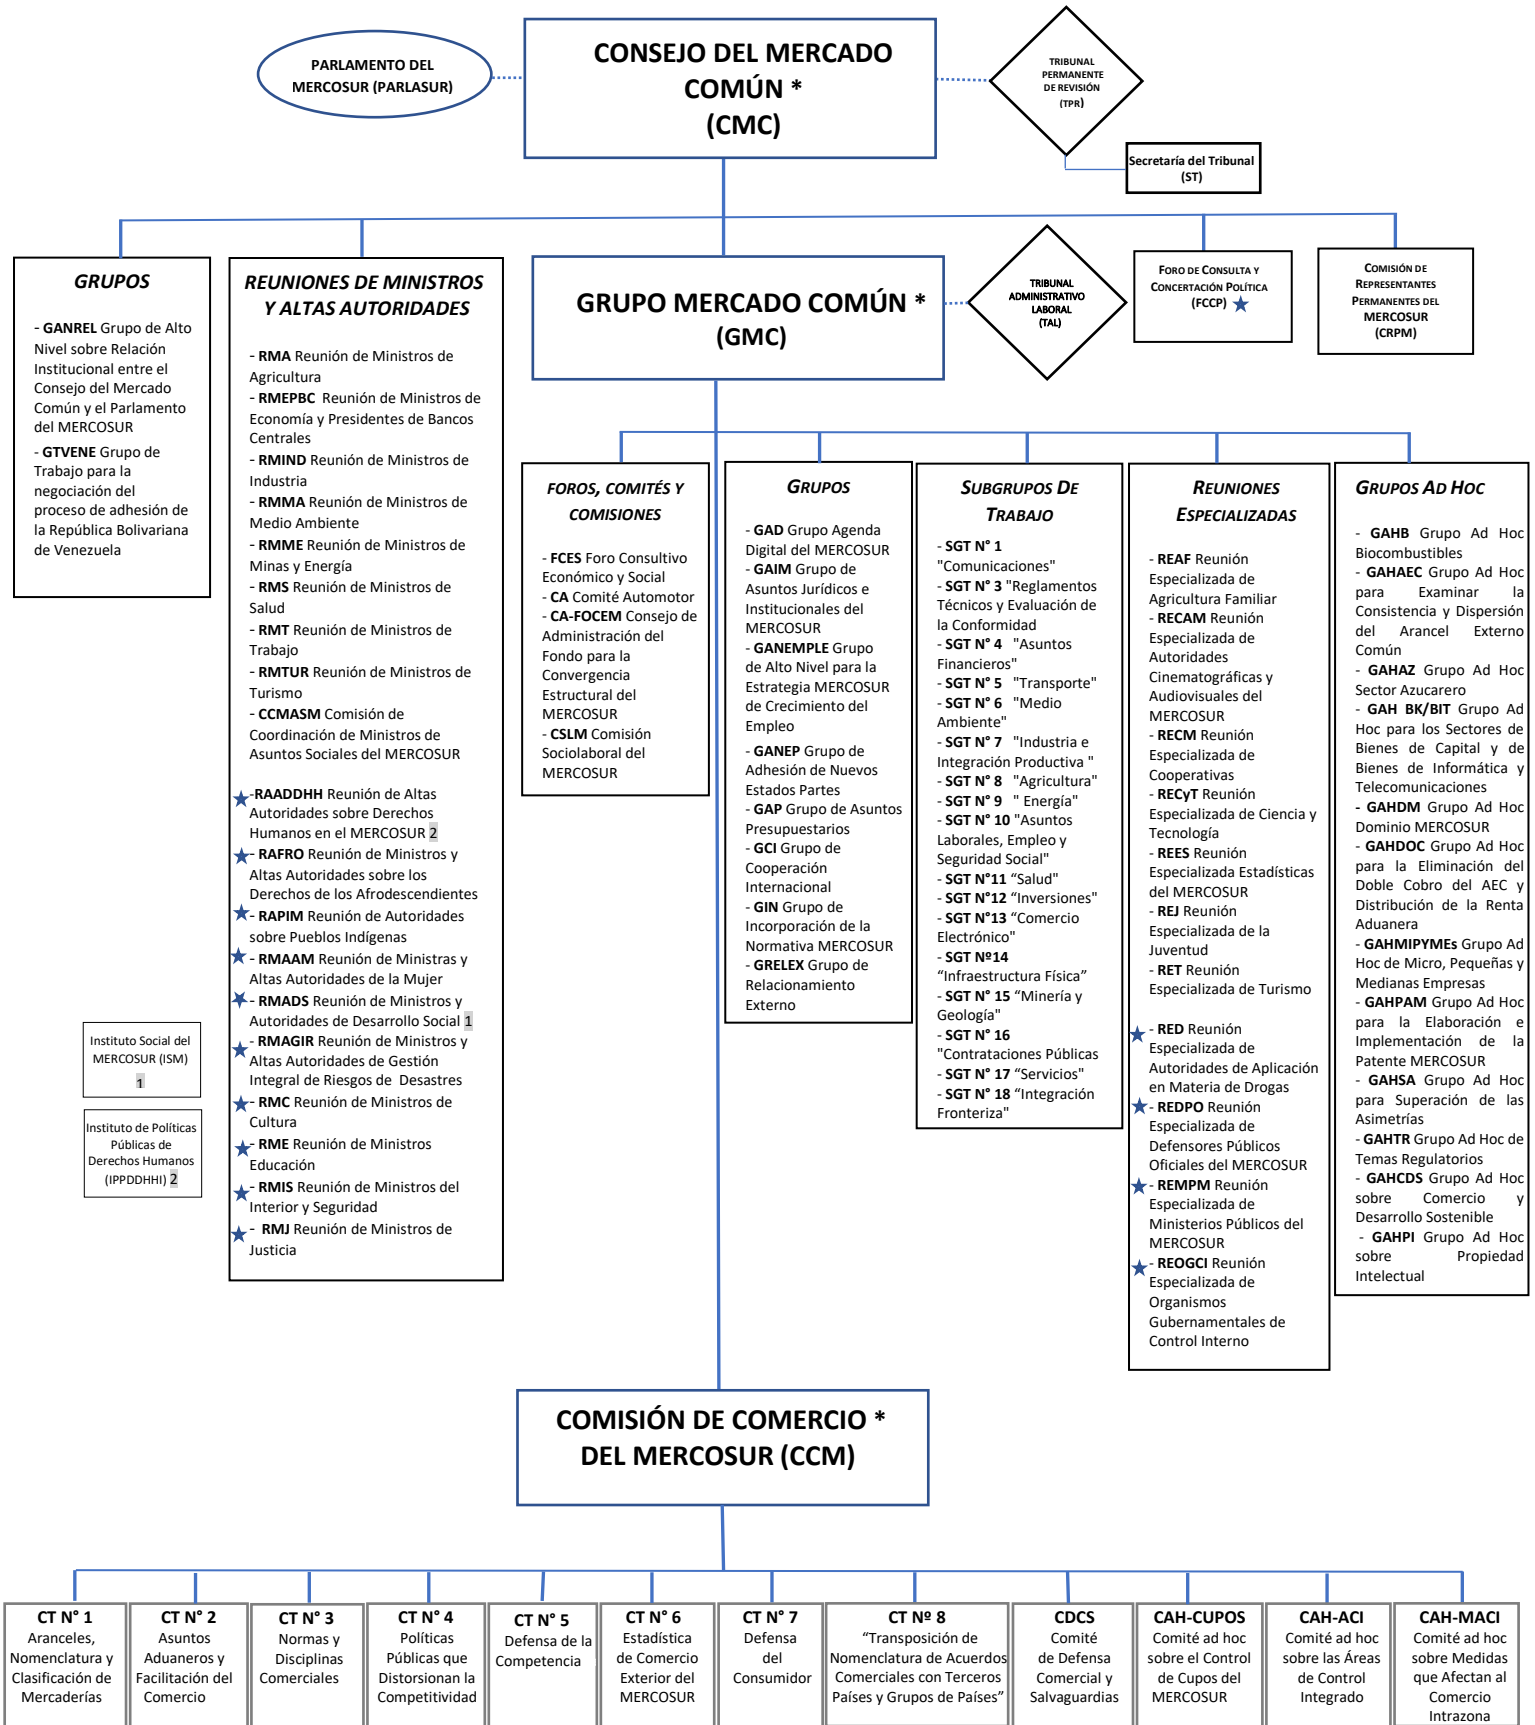 PARLAMENTO DEL
MERCOSUR (PARLASUR)
CONSEJO DEL MERCADO
COMÚN *
(CMC)
TRIBUNAL
PERMANENTE
DE REVISIÓN
(TPR)
Secretaría del Tribunal
(ST)
GRUPOS
- GANREL Grupo de Alto
Nivel sobre Relación
Institucional entre el
Consejo del Mercado
Común y el Parlamento
del MERCOSUR
- GTVENE Grupo de
Trabajo para la
negociación del
proceso de adhesión de
la República Bolivariana
de Venezuela
REUNIONES DE MINISTROS
Y ALTAS AUTORIDADES
- RMA Reunión de Ministros de
Agricultura
- RMEPBC Reunión de Ministros de
Economía y Presidentes de Bancos
Centrales
- RMIND Reunión de Ministros de
Industria
- RMMA Reunión de Ministros de
Medio Ambiente
- RMME Reunión de Ministros de
Minas y Energía
- RMS Reunión de Ministros de
Salud
- RMT Reunión de Ministros de
Trabajo
- RMTUR Reunión de Ministros de
Turismo
- CCMASM Comisión de
Coordinación de Ministros de
Asuntos Sociales del MERCOSUR
-RAADDHH Reunión de Altas
Autoridades sobre Derechos
Humanos en el MERCOSUR 2
- RAFRO Reunión de Ministros y
Altas Autoridades sobre los
Derechos de los Afrodescendientes
- RAPIM Reunión de Autoridades
sobre Pueblos Indígenas
- RMAAM Reunión de Ministras y
Altas Autoridades de la Mujer
- RMADS Reunión de Ministros y
Autoridades de Desarrollo Social 1
- RMAGIR Reunión de Ministros y
Altas Autoridades de Gestión
Integral de Riesgos de Desastres
- RMC Reunión de Ministros de
Cultura
- RME Reunión de Ministros
Educación
- RMIS Reunión de Ministros del
Interior y Seguridad
- RMJ Reunión de Ministros de
Justicia
Instituto Social del
MERCOSUR (ISM)
1
Instituto de Políticas
Públicas de
Derechos Humanos
(IPPDDHHI) 2
GRUPO MERCADO COMÚN *
(GMC)
TRIBUNAL
ADMINISTRATIVO
LABORAL
(TAL)
FORO DE CONSULTA Y
CONCERTACIÓN POLÍTICA
(FCCP)
COMISIÓN DE
REPRESENTANTES
PERMANENTES DEL
MERCOSUR
(CRPM)
FOROS, COMITÉS Y
COMISIONES
- FCES Foro Consultivo
Económico y Social
- CA Comité Automotor
- CA-FOCEM Consejo de
Administración del
Fondo para la
Convergencia
Estructural del
MERCOSUR
- CSLM Comisión
Sociolaboral del
MERCOSUR
GRUPOS
- GAD Grupo Agenda
Digital del MERCOSUR
- GAIM Grupo de
Asuntos Jurídicos e
Institucionales del
MERCOSUR
- GANEMPLE Grupo
de Alto Nivel para la
Estrategia MERCOSUR
de Crecimiento del
Empleo
- GANEP Grupo de
Adhesión de Nuevos
Estados Partes
- GAP Grupo de Asuntos
Presupuestarios
- GCI Grupo de
Cooperación
Internacional
- GIN Grupo de
Incorporación de la
Normativa MERCOSUR
- GRELEX Grupo de
Relacionamiento
Externo
SUBGRUPOS DE
TRABAJO
- SGT N° 1
"Comunicaciones"
- SGT N° 3 "Reglamentos
Técnicos y Evaluación de
la Conformidad
- SGT N° 4 "Asuntos
Financieros"
- SGT N° 5 "Transporte"
- SGT N° 6 "Medio
Ambiente"
- SGT N° 7 "Industria e
Integración Productiva "
- SGT N° 8 "Agricultura"
- SGT N° 9 " Energía"
- SGT N° 10 "Asuntos
Laborales, Empleo y
Seguridad Social"
- SGT N°11 “Salud"
- SGT N°12 “Inversiones"
- SGT N°13 “Comercio
Electrónico"
- SGT Nº14
“Infraestructura Física”
- SGT N° 15 “Minería y
Geología"
- SGT N° 16
"Contrataciones Públicas
- SGT N° 17 “Servicios"
- SGT N° 18 “Integración
Fronteriza"
REUNIONES
ESPECIALIZADAS
- REAF Reunión
Especializada de
Agricultura Familiar
- RECAM Reunión
Especializada de
Autoridades
Cinematográficas y
Audiovisuales del
MERCOSUR
- RECM Reunión
Especializada de
Cooperativas
- RECyT Reunión
Especializada de Ciencia y
Tecnología
- REES Reunión
Especializada Estadísticas
del MERCOSUR
- REJ Reunión
Especializada de la
Juventud
- RET Reunión
Especializada de Turismo
- RED Reunión
Especializada de
Autoridades de Aplicación
en Materia de Drogas
- REDPO Reunión
Especializada de
Defensores Públicos
Oficiales del MERCOSUR
- REMPM Reunión
Especializada de
Ministerios Públicos del
MERCOSUR
- REOGCI Reunión
Especializada de
Organismos
Gubernamentales de
Control Interno
GRUPOS AD HOC
- GAHB Grupo Ad Hoc
Biocombustibles
- GAHAEC Grupo Ad Hoc
para Examinar la
Consistencia y Dispersión
del Arancel Externo
Común
- GAHAZ Grupo Ad Hoc
Sector Azucarero
- GAH BK/BIT Grupo Ad
Hoc para los Sectores de
Bienes de Capital y de
Bienes de Informática y
Telecomunicaciones
- GAHDM Grupo Ad Hoc
Dominio MERCOSUR
- GAHDOC Grupo Ad Hoc
para la Eliminación del
Doble Cobro del AEC y
Distribución de la Renta
Aduanera
- GAHMIPYMEs Grupo Ad
Hoc de Micro, Pequeñas y
Medianas Empresas
- GAHPAM Grupo Ad Hoc
para la Elaboración e
Implementación de la
Patente MERCOSUR
- GAHSA Grupo Ad Hoc
para Superación de las
Asimetrías
- GAHTR Grupo Ad Hoc de
Temas Regulatorios
- GAHCDS Grupo Ad Hoc
sobre Comercio y
Desarrollo Sostenible
- GAHPI Grupo Ad Hoc
sobre Propiedad
Intelectual
COMISIÓN DE COMERCIO *
DEL MERCOSUR (CCM)
CT N° 1
Aranceles,
Nomenclatura y
Clasificación de
Mercaderías
CT N° 2
Asuntos
Aduaneros y
Facilitación del
Comercio
CT N° 3
Normas y
Disciplinas
Comerciales
CT N° 4
Políticas
Públicas que
Distorsionan la
Competitividad
CT N° 5
Defensa de la
Competencia
CT N° 6
Estadística
de Comercio
Exterior del
MERCOSUR
CT N° 7
Defensa
del
Consumidor
CT Nº 8
“Transposición de
Nomenclatura de Acuerdos
Comerciales con Terceros
Países y Grupos de Países”
CDCS
Comité
de Defensa
Comercial y
Salvaguardias
CAH-CUPOS
Comité ad hoc
sobre el Control
de Cupos del
MERCOSUR
CAH-ACI
Comité ad hoc
sobre las Áreas
de Control
Integrado
CAH-MACI
Comité ad hoc
sobre Medidas
que Afectan al
Comercio
Intrazona